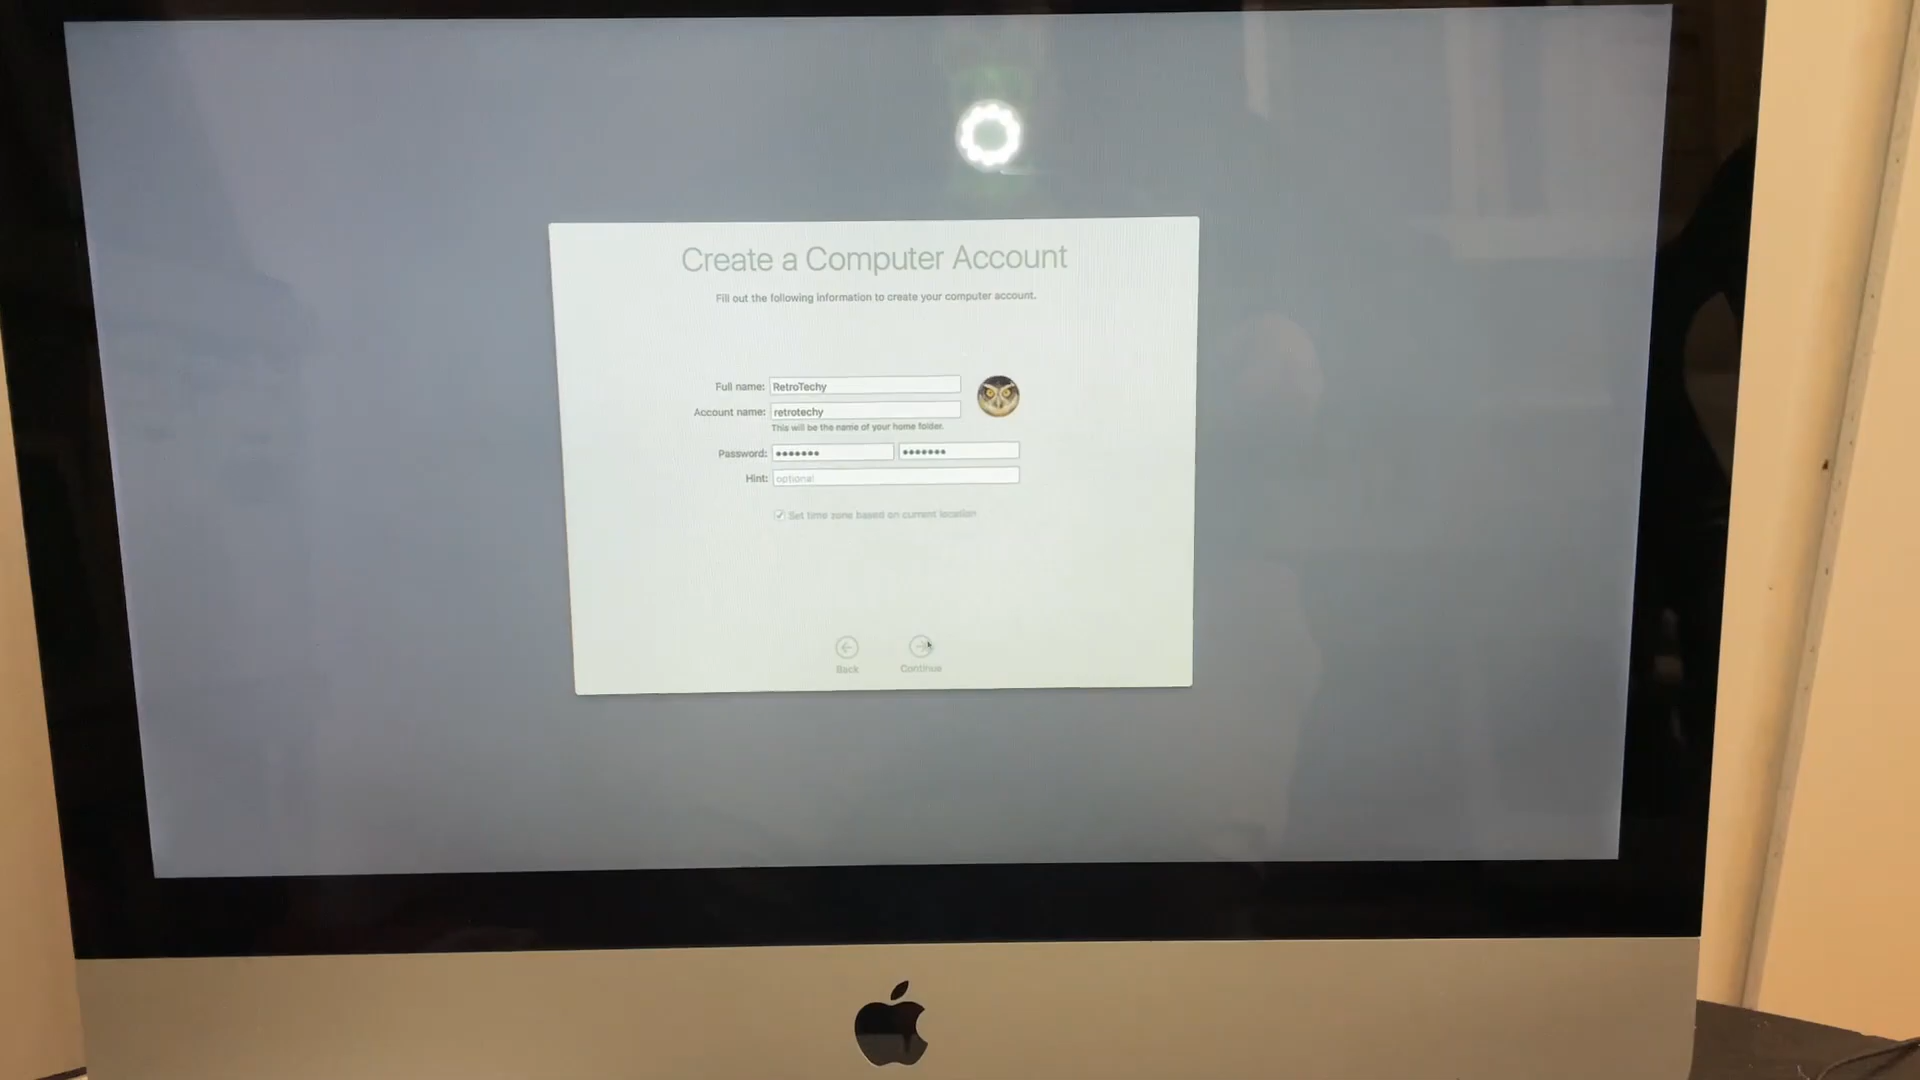 Create a Computer Account
Fill out the following information to create your computer account.
Full name: RetroTechy
Account name: retrotechy
This will be the name of your home folder.
Password: ••••••• •••••••
Hint: optional
Set time zone based on current location
Back Continue